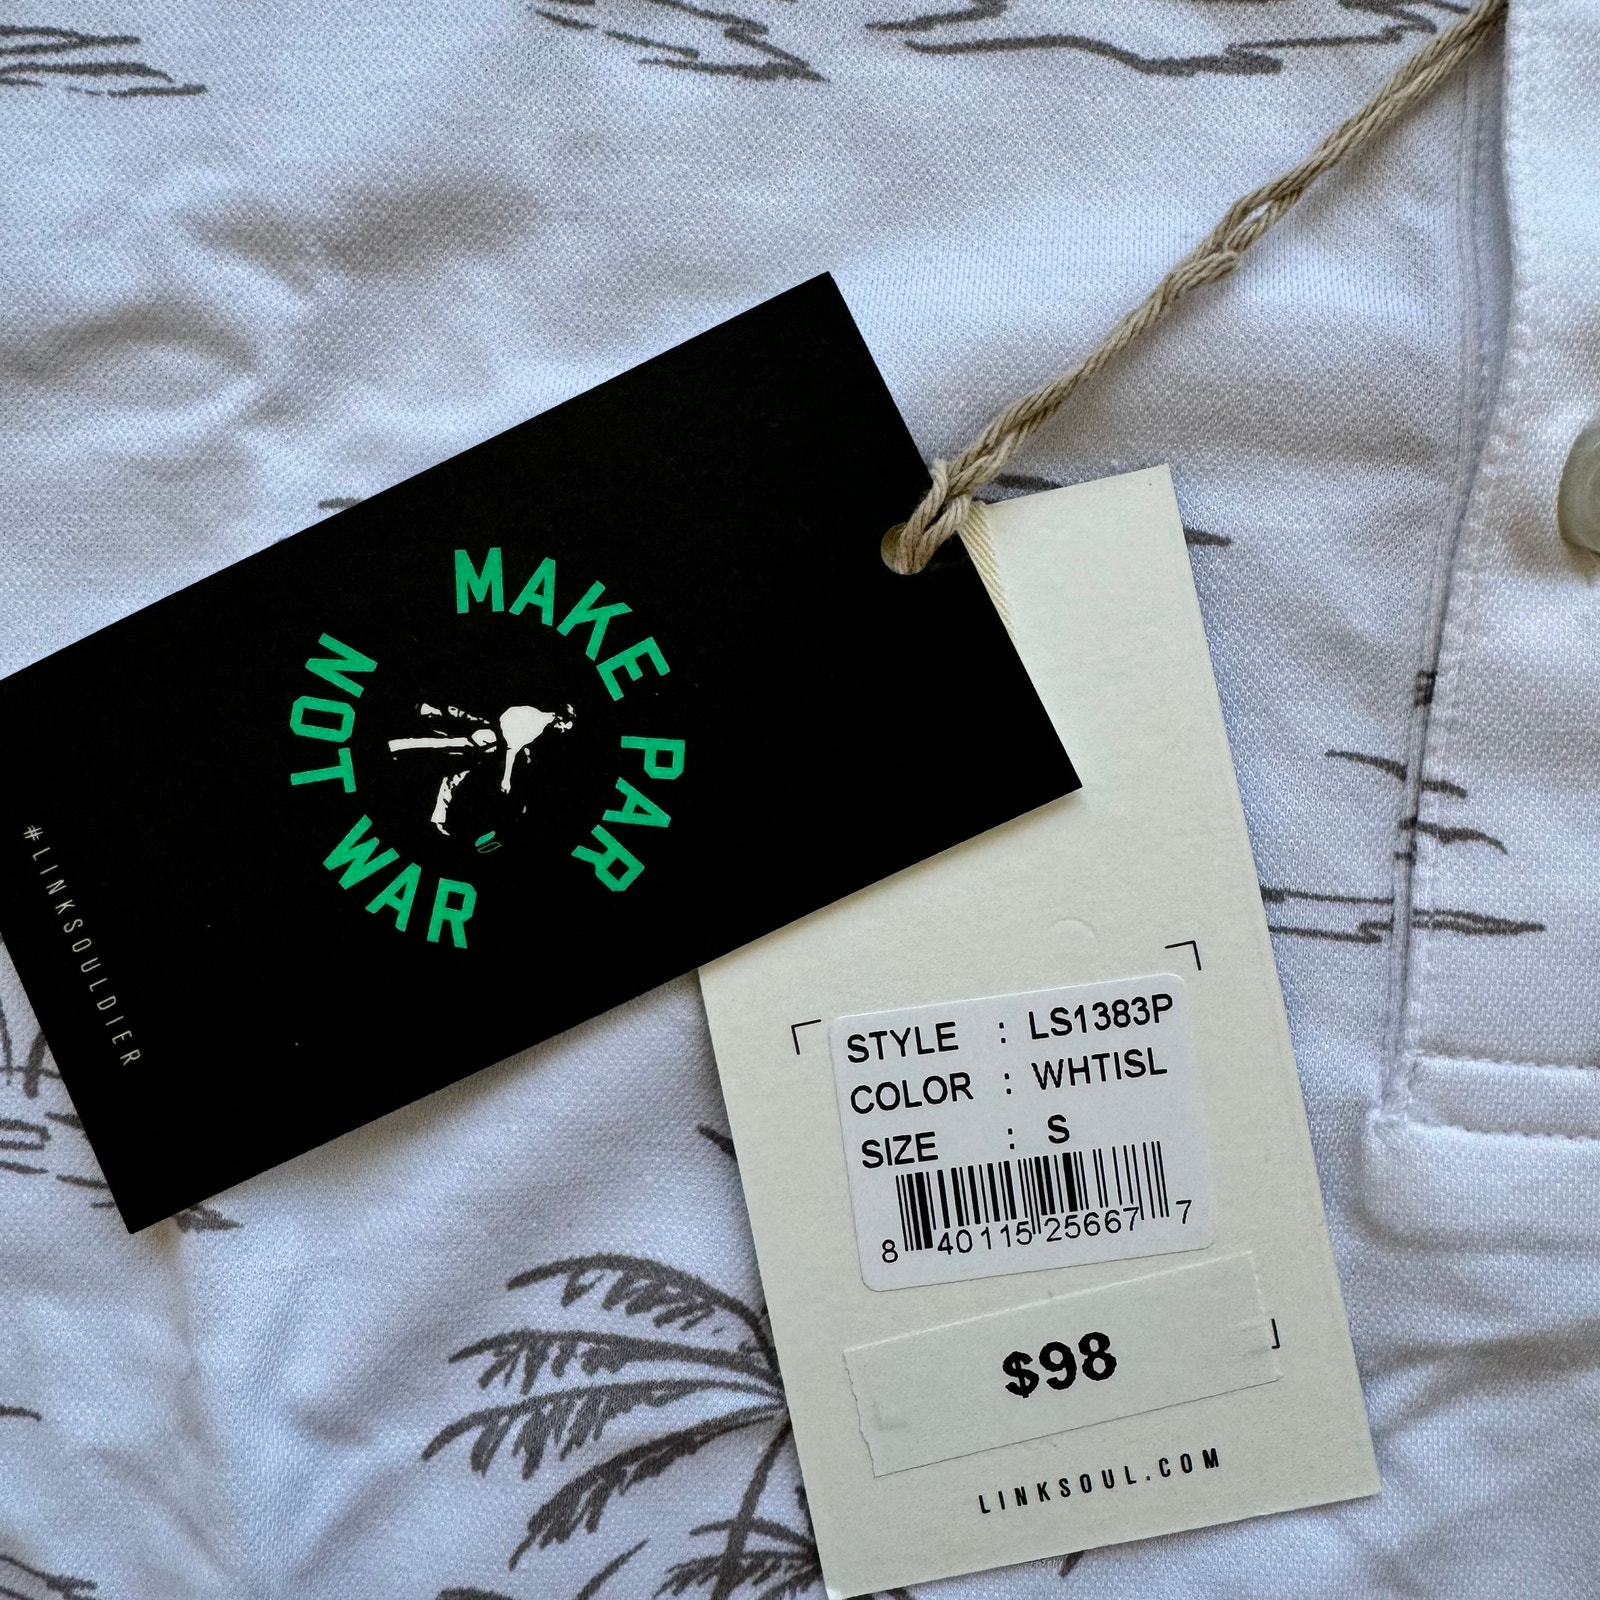 MAKE PAR
NOT WAR
#LINKSOULDIER
STYLE : LS1383P
COLOR : WHTISL
SIZE : S
8 40115 25667 7
$98
LINKSOUL.COM